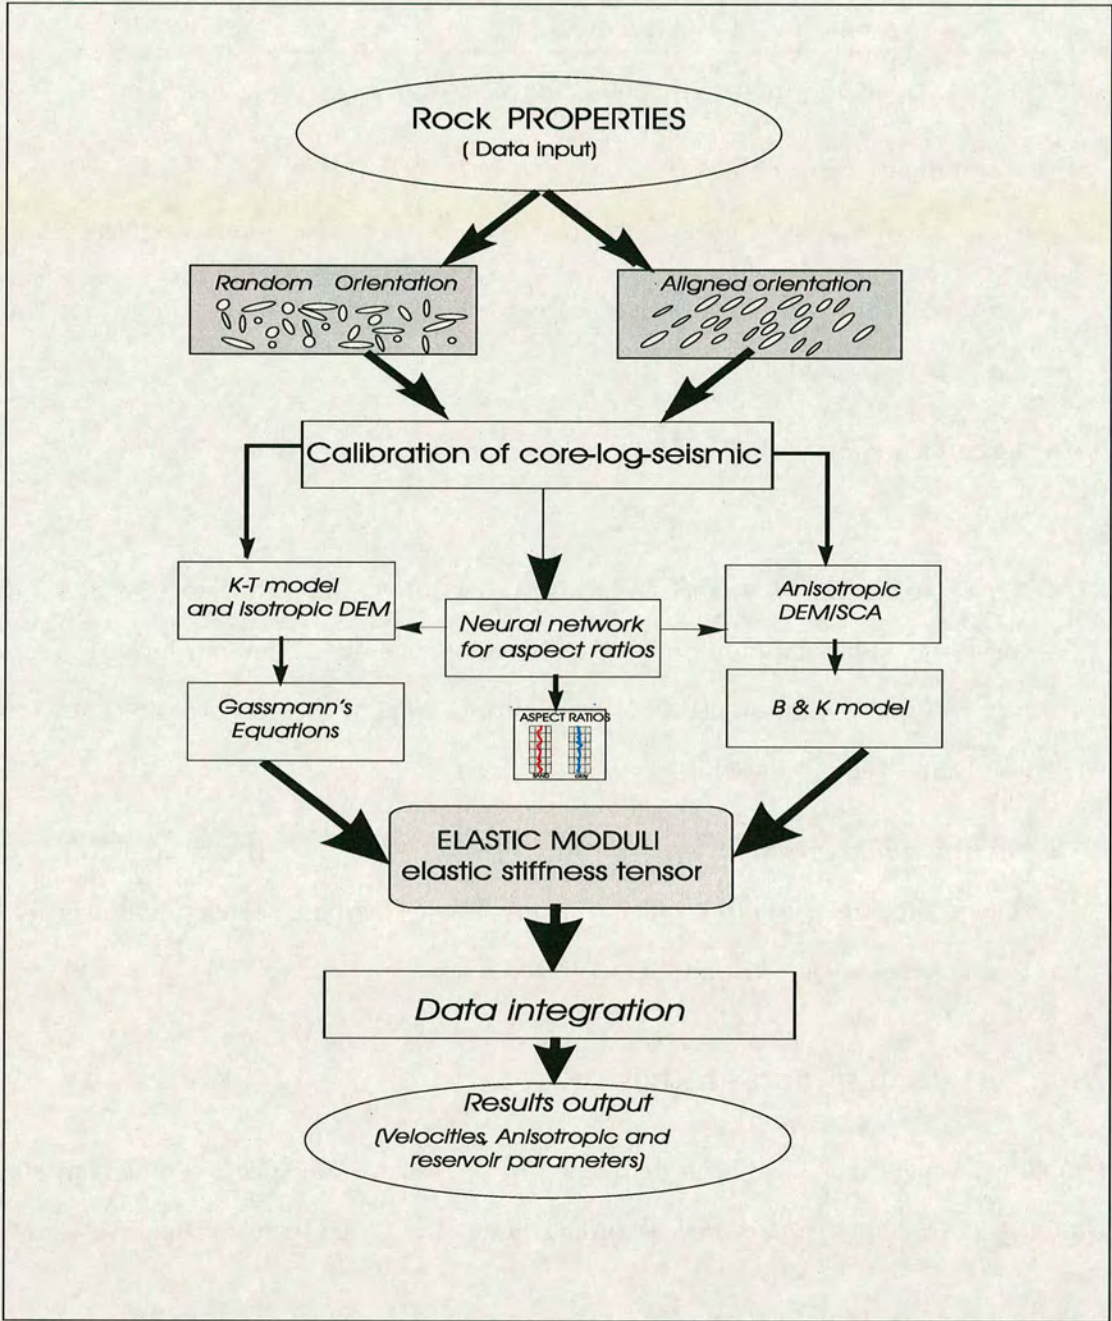 Rock PROPERTIES
( Data input)
Random Orientation
Aligned orientation
Calibration of core-log-seismic
K-T model
and isotropic DEM
Neural network
for aspect ratios
Anisotropic
DEM/SCA
Gassmann's
Equations
ASPECT RATIOS
SAND
clay
B & K model
ELASTIC MODULI
elastic stiffness tensor
Data integration
Results output
(Velocities, Anisotropic and
reservoir parameters)